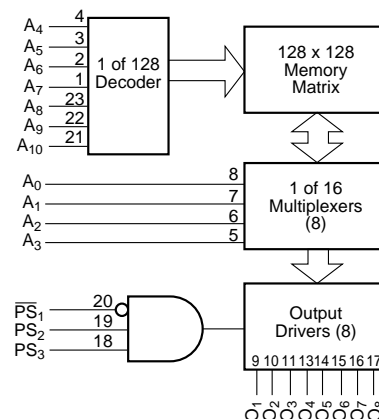 A4 4
A5 3
A6 2
A7 1
A8 23
A9 22
A10 21
1 of 128
Decoder
128 x 128
Memory
Matrix
A0 8
A1 7
A2 6
A3 5
1 of 16
Multiplexers
(8)
PS1 20
PS2 19
PS3 18
Output
Drivers (8)
9 10 11 13 14 15 16 17
O1 O2 O3 O4 O5 O6 O7 O8